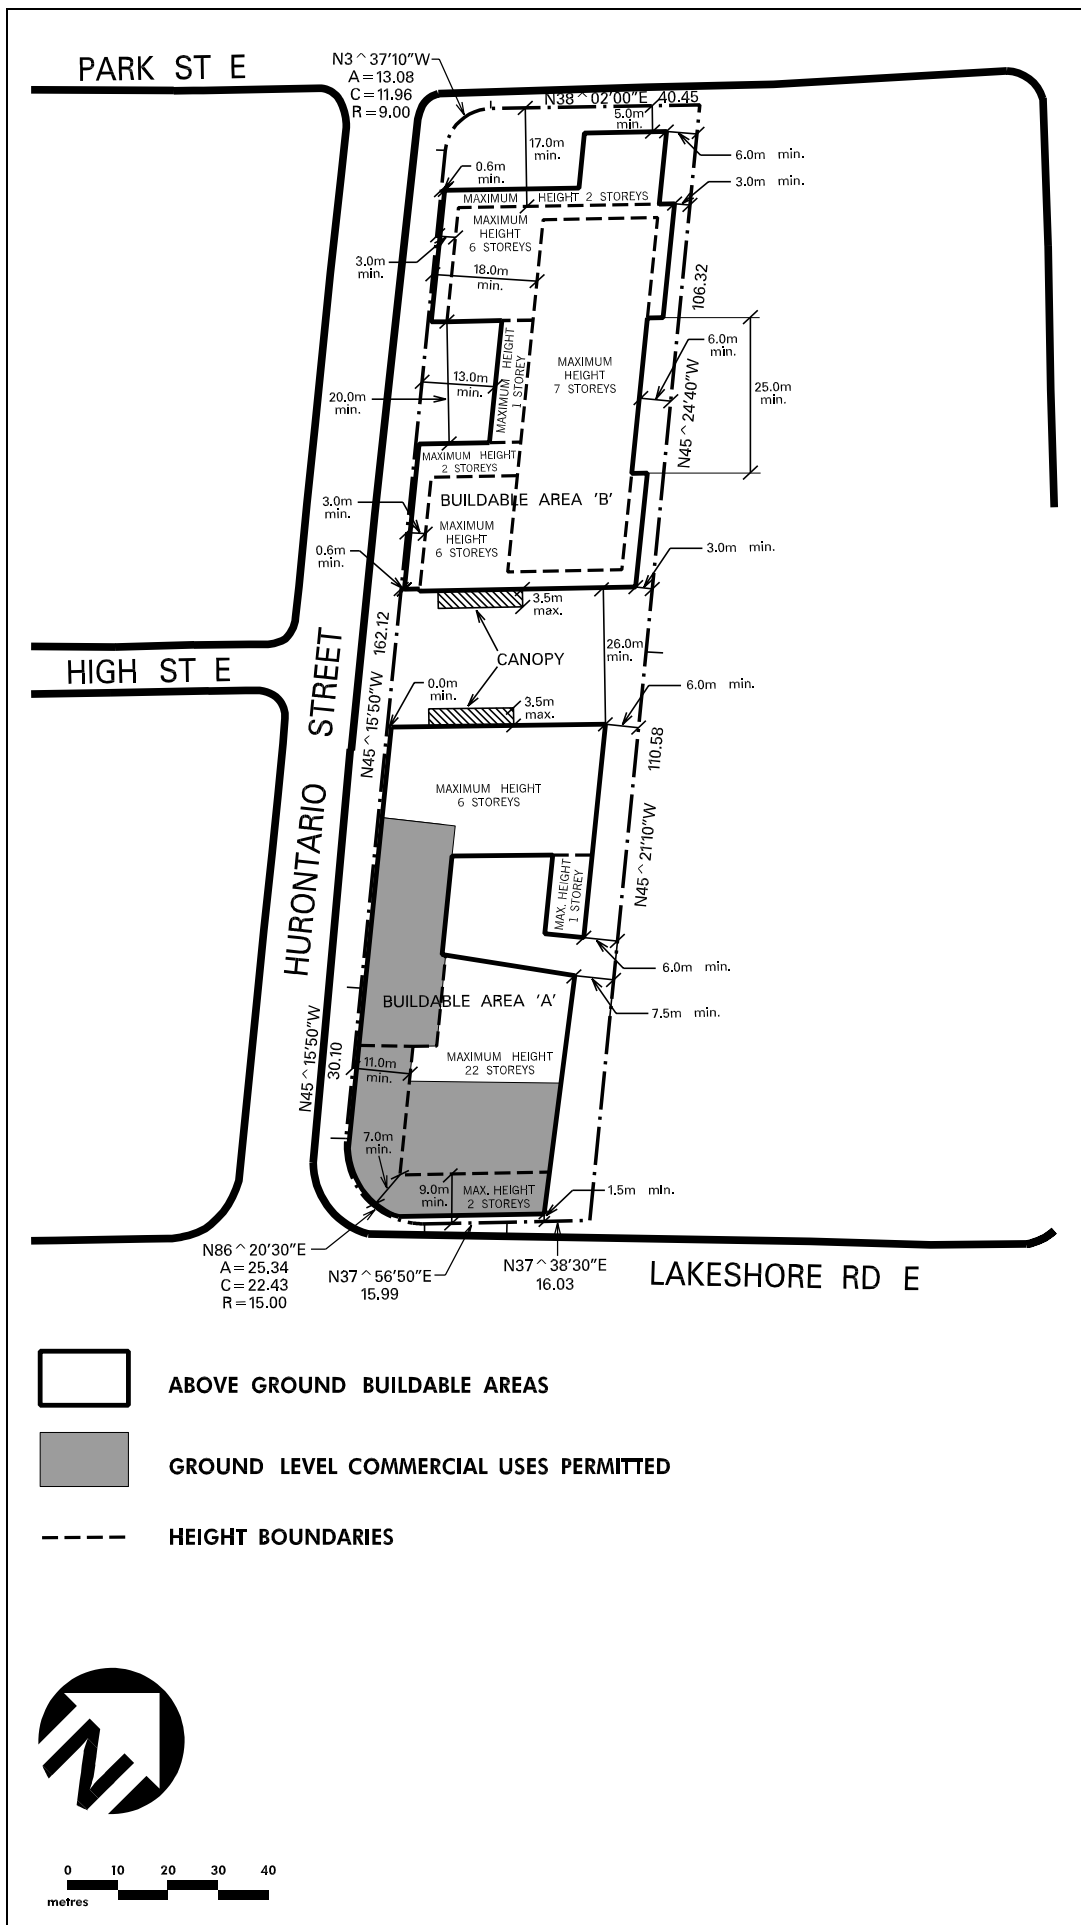 PARK ST E
N3^37'10"W
A=13.08
C=11.96
R=9.00
N38^02'00"E 40.45
5.0m
min.
17.0m
min.
6.0m min.
0.6m
min.
3.0m min.
MAXIMUM HEIGHT 2 STOREYS
MAXIMUM
HEIGHT
6 STOREYS
3.0m
min.
18.0m
min.
106.32
MAXIMUM HEIGHT
1 STOREY
6.0m
min.
MAXIMUM
HEIGHT
7 STOREYS
13.0m
min.
20.0m
min.
25.0m
min.
N45^24'40"W
MAXIMUM HEIGHT
2 STOREYS
BUILDABLE AREA 'B'
3.0m
min.
MAXIMUM
HEIGHT
6 STOREYS
0.6m
min.
3.0m min.
3.5m
max.
162.12
26.0m
min.
CANOPY
HIGH ST E
HURONTARIO STREET
N45^15'50"W
0.0m
min.
6.0m min.
3.5m
max.
110.58
MAXIMUM HEIGHT
6 STOREYS
N45^21'10"W
MAX. HEIGHT
1 STOREY
6.0m min.
BUILDABLE AREA 'A'
7.5m min.
N45^15'50"W
30.10
11.0m
min.
MAXIMUM HEIGHT
22 STOREYS
7.0m
min.
9.0m
min.
MAX. HEIGHT
2 STOREYS
1.5m min.
N86^20'30"E
A=25.34
C=22.43
R=15.00
N37^56'50"E
15.99
N37^38'30"E
16.03
LAKESHORE RD E
ABOVE GROUND BUILDABLE AREAS
GROUND LEVEL COMMERCIAL USES PERMITTED
HEIGHT BOUNDARIES
N
0 10 20 30 40
metres